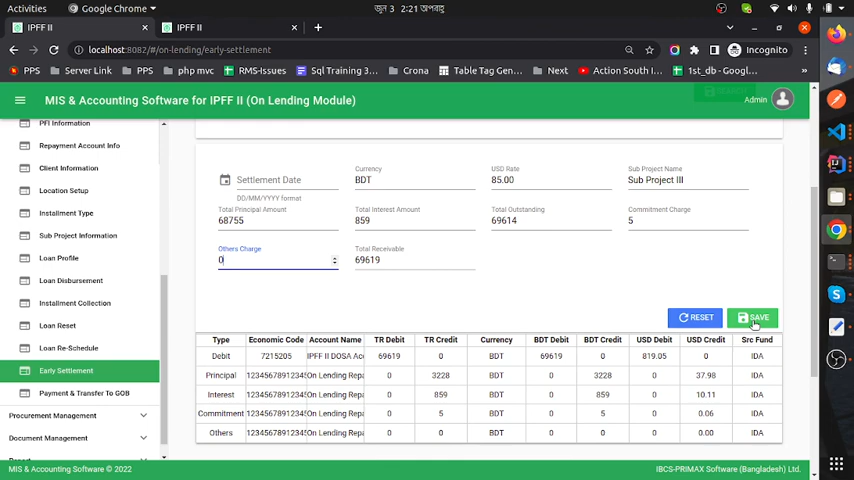 Activities Google Chrome জুন 3 2:21 অপরাহ্ণ
IPFF II IPFF II
localhost:8082/#/on-lending/early-settlement Incognito
PPS Server Link PPS php mvc RMS-Issues Sql Training 3... Crona Table Tag Gener... Next Action South I... 1st_db - Googl... »
MIS & Accounting Software for IPFF II (On Lending Module) Admin
PFI Information
Repayment Account Info
Client Information
Location Setup
Installment Type
Sub Project Information
Loan Profile
Loan Disbursement
Installment Collection
Loan Reset
Loan Re-Schedule
Early Settlement
Payment & Transfer To GOB
Procurement Management
Document Management
Settlement Date
DD/MM/YYYY format
Currency
BDT
USD Rate
85.00
Sub Project Name
Sub Project III
Total Principal Amount
68755
Total Interest Amount
859
Total Outstanding
69614
Commitment Charge
5
Others Charge
0
Total Receivable
69619
RESET SAVE
Type Economic Code Account Name TR Debit TR Credit Currency BDT Debit BDT Credit USD Debit USD Credit Src Fund
Debit 7215205 IPFF II DOSA Acc 69619 0 BDT 69619 0 819.05 0 IDA
Principal 12345678912345 On Lending Repa 0 3228 BDT 0 3228 0 37.98 IDA
Interest 12345678912345 On Lending Repa 0 859 BDT 0 859 0 10.11 IDA
Commitment 12345678912345 On Lending Repa 0 5 BDT 0 5 0 0.06 IDA
Others 12345678912345 On Lending Repa 0 0 BDT 0 0 0 0.00 IDA
MIS & Accounting Software © 2022 IBCS-PRIMAX Software (Bangladesh) Ltd.